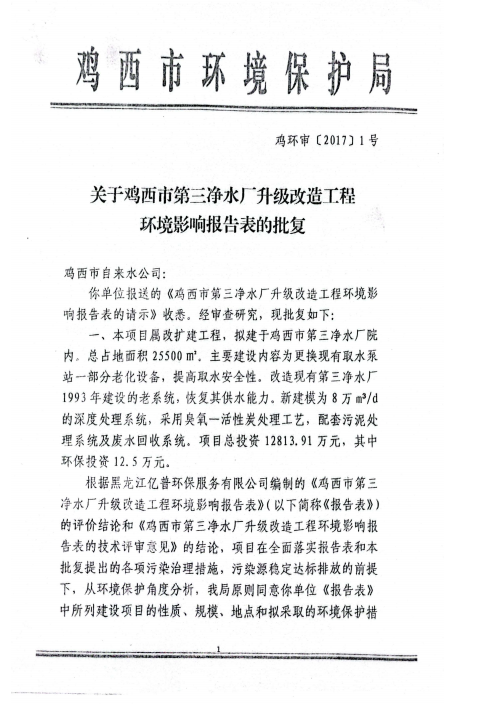 鸡西市环境保护局
鸡环审〔2017〕1号
关于鸡西市第三净水厂升级改造工程
环境影响报告表的批复
鸡西市自来水公司：
你单位报送的《鸡西市第三净水厂升级改造工程环境影
响报告表的请示》收悉。经审查研究，现批复如下：
一、本项目属改扩建工程，拟建于鸡西市第三净水厂院
内。总占地面积25500㎡。主要建设内容为更换现有取水泵
站一部分老化设备，提高取水安全性。改造现有第三净水厂
1993年建设的老系统，恢复其供水能力。新建模为8万m³/d
的深度处理系统，采用臭氧—活性炭处理工艺，配套污泥处
理系统及废水回收系统。项目总投资12813.91万元，其中
环保投资12.5万元。
根据黑龙江亿普环保服务有限公司编制的《鸡西市第三
净水厂升级改造工程环境影响报告表》（以下简称《报告表》）
的评价结论和《鸡西市第三净水厂升级改造工程环境影响报
告表的技术评审意见》的结论，项目在全面落实报告表和本
批复提出的各项污染治理措施，污染源稳定达标排放的前提
下，从环境保护角度分析，我局原则同意你单位《报告表》
中所列建设项目的性质、规模、地点和拟采取的环境保护措
1